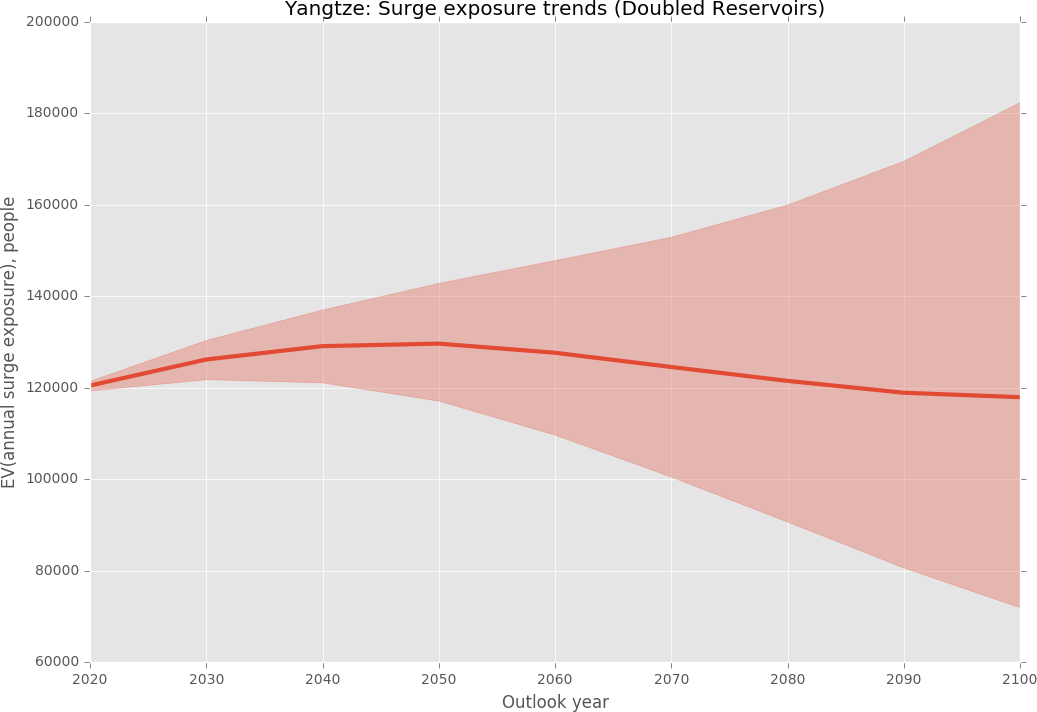 Yangtze: Surge exposure trends (Doubled Reservoirs)
EV(annual surge exposure), people
200000
180000
160000
140000
120000
100000
80000
60000
2020 2030 2040 2050 2060 2070 2080 2090 2100
Outlook year